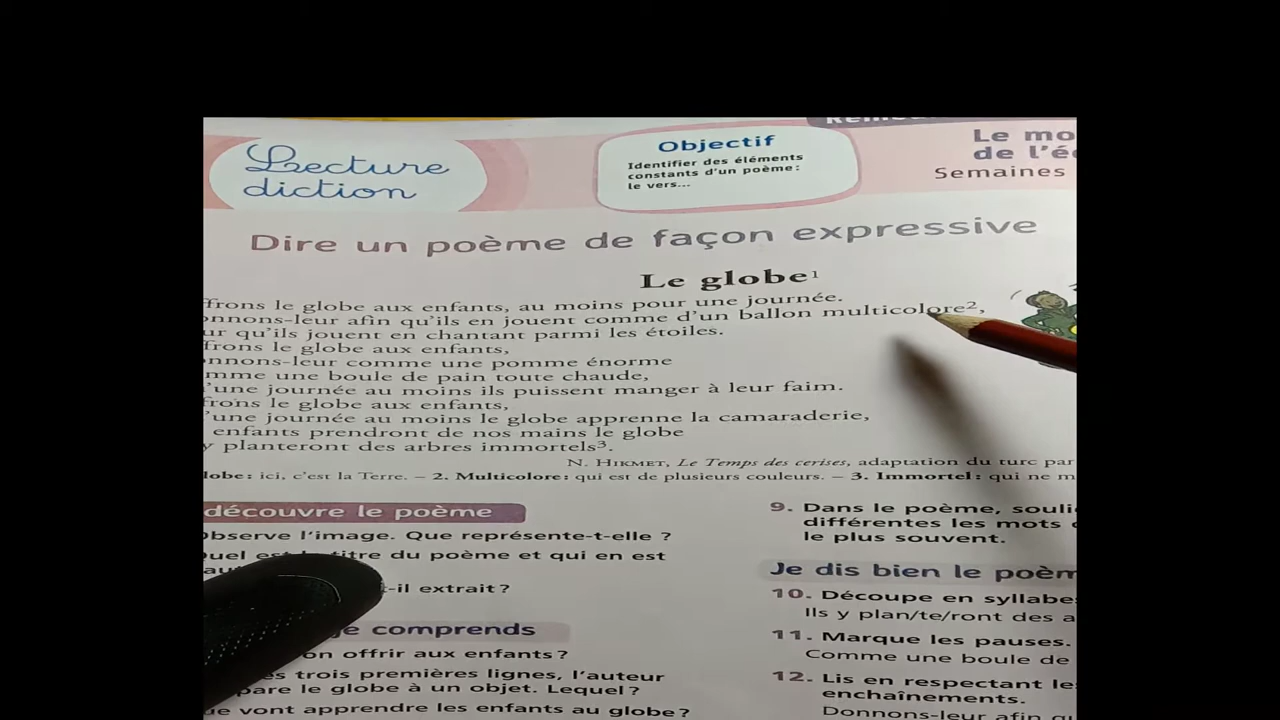 Lecture
diction
Objectif
Identifier des éléments
constants d'un poème :
le vers...
Le mo
de l'éc
Semaines
Dire un poème de façon expressive
Le globe¹
ffrons le globe aux enfants, au moins pour une journée.
onnons-leur afin qu'ils en jouent comme d'un ballon multicolore²,
ur qu'ils jouent en chantant parmi les étoiles.
ffrons le globe aux enfants,
onnons-leur comme une pomme énorme
mme une boule de pain toute chaude,
'une journée au moins ils puissent manger à leur faim.
frons le globe aux enfants,
'une journée au moins le globe apprenne la camaraderie,
enfants prendront de nos mains le globe
y planteront des arbres immortels³.
N. HIKMET, Le Temps des cerises, adaptation du turc par
lobe : ici, c'est la Terre. – 2. Multicolore : qui est de plusieurs couleurs. – 3. Immortel : qui ne m
découvre le poème
Observe l'image. Que représente-t-elle ?
Quel est le titre du poème et qui en est
-il extrait ?
je comprends
on offrir aux enfants ?
es trois premières lignes, l'auteur
pare le globe à un objet. Lequel ?
ue vont apprendre les enfants au globe ?
9. Dans le poème, souli
différentes les mots
le plus souvent.
Je dis bien le poèm
10. Découpe en syllabes
Ils y plan/te/ront des a
11. Marque les pauses.
Comme une boule de
12. Lis en respectant le
enchaînements.
Donnons-leur afin qu